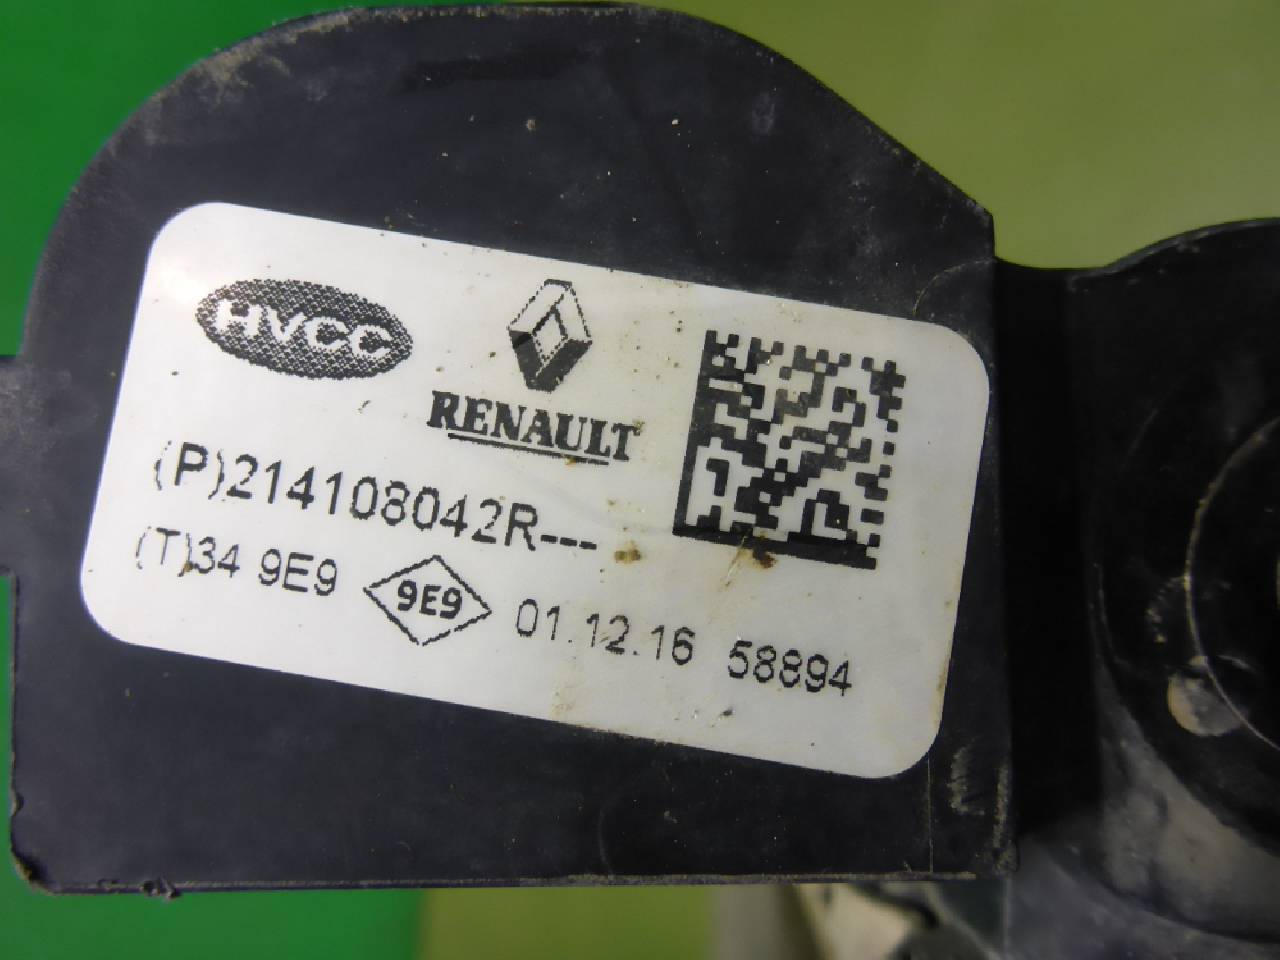 HVCC
RENAULT
(P)214108042R---
(T)34 9E9 9E9 01.12.16 58894